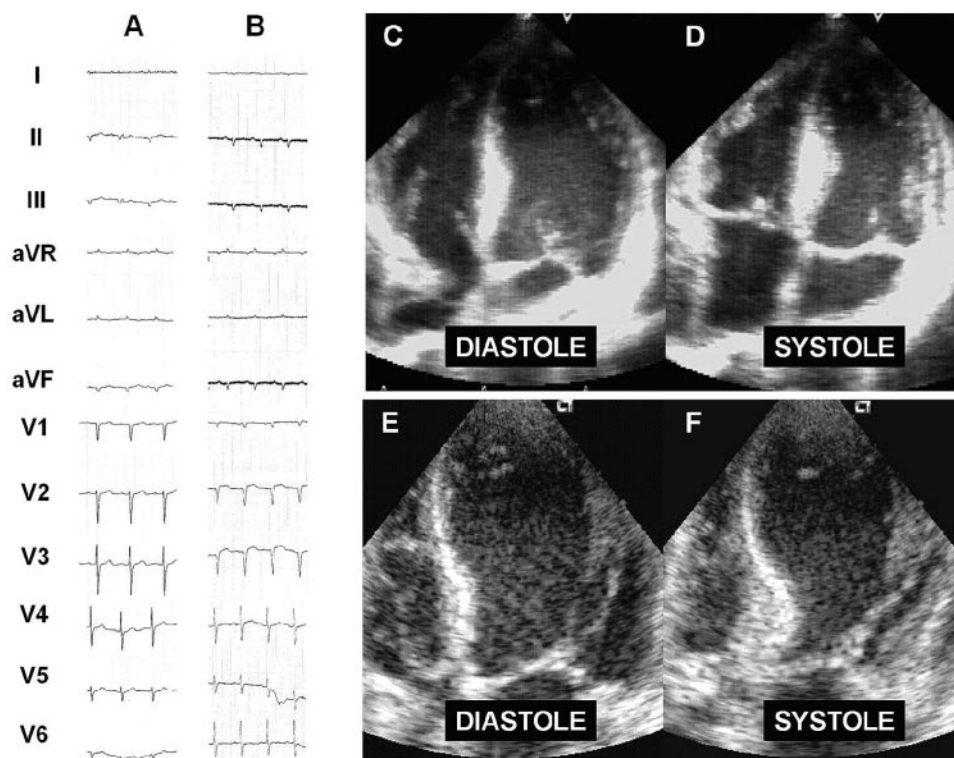 A B
I
II
III
aVR
aVL
aVF
V1
V2
V3
V4
V5
V6
C D
DIASTOLE SYSTOLE
E F
DIASTOLE SYSTOLE